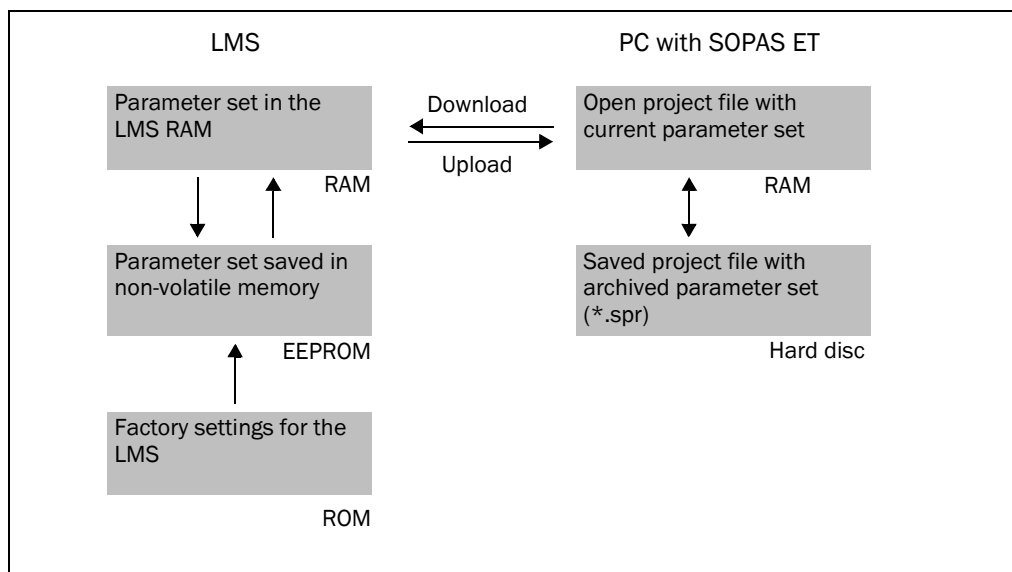 LMS
PC with SOPAS ET
Parameter set in the
LMS RAM
RAM
Download
Upload
Open project file with
current parameter set
RAM
Parameter set saved in
non-volatile memory
EEPROM
Saved project file with
archived parameter set
(*.spr)
Hard disc
Factory settings for the
LMS
ROM